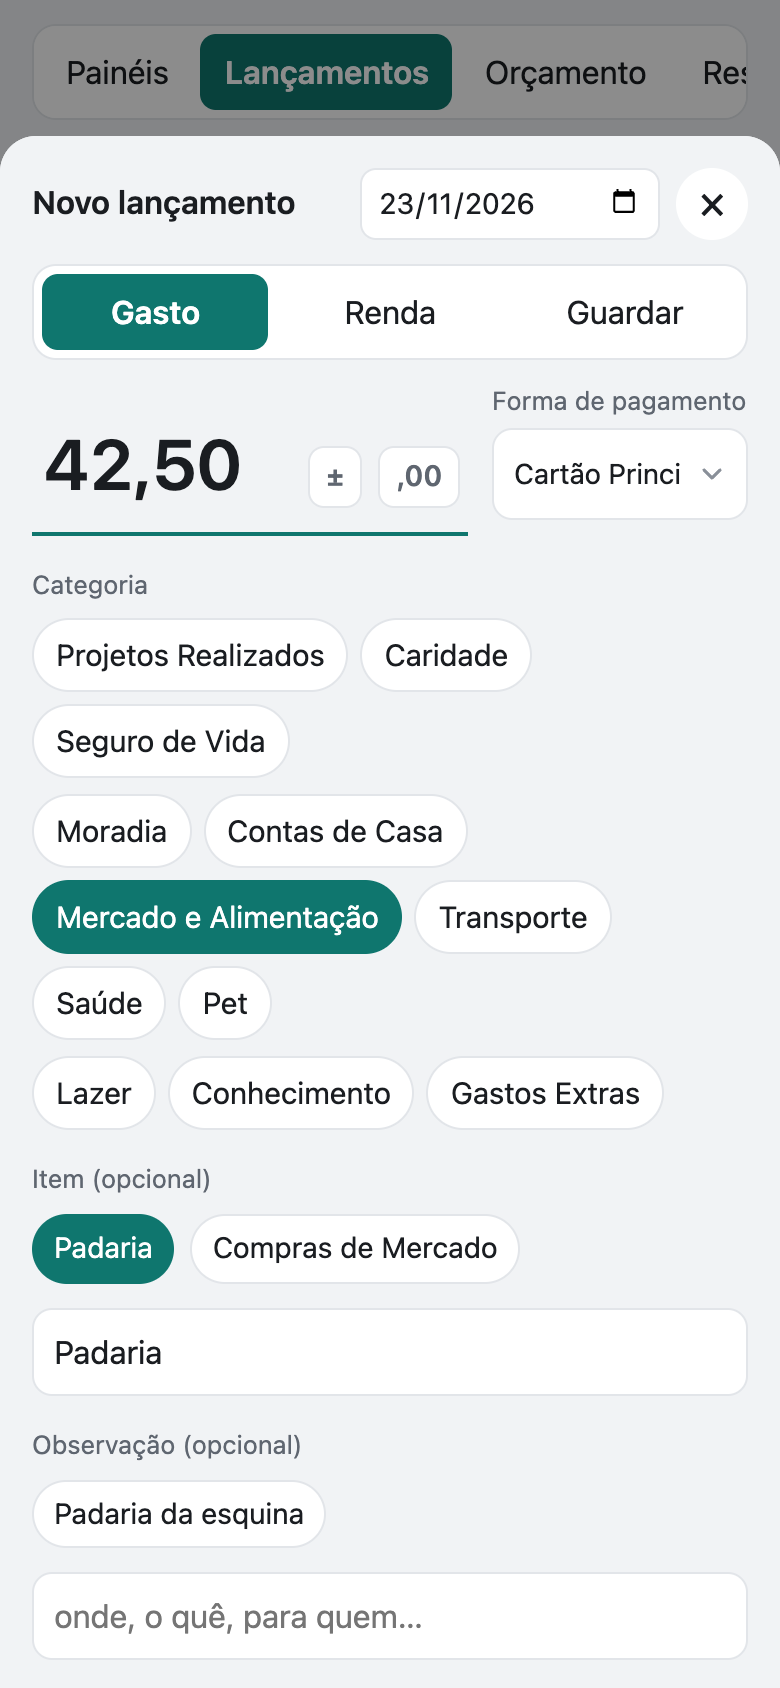 Painéis Lançamentos Orçamento Res
Novo lançamento 23/11/2026
Gasto Renda Guardar
Forma de pagamento
42,50 ± ,00 Cartão Princi
Categoria
Projetos Realizados Caridade
Seguro de Vida
Moradia Contas de Casa
Mercado e Alimentação Transporte
Saúde Pet
Lazer Conhecimento Gastos Extras
Item (opcional)
Padaria Compras de Mercado
Padaria
Observação (opcional)
Padaria da esquina
onde, o quê, para quem...